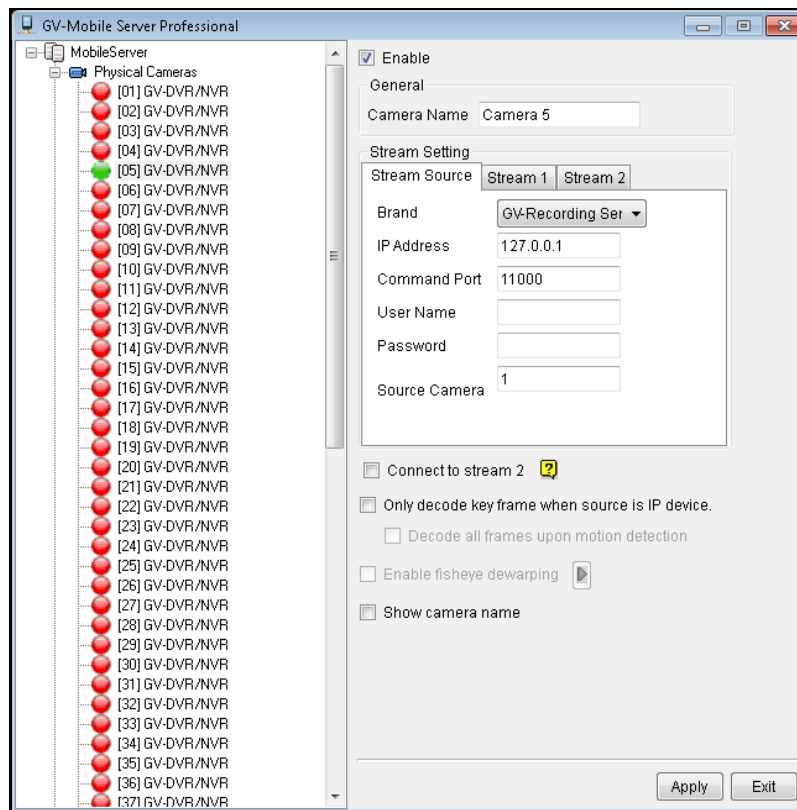 GV-Mobile Server Professional
MobileServer
Physical Cameras
[01] GV-DVR/NVR
[02] GV-DVR/NVR
[03] GV-DVR/NVR
[04] GV-DVR/NVR
[05] GV-DVR/NVR
[06] GV-DVR/NVR
[07] GV-DVR/NVR
[08] GV-DVR/NVR
[09] GV-DVR/NVR
[10] GV-DVR/NVR
[11] GV-DVR/NVR
[12] GV-DVR/NVR
[13] GV-DVR/NVR
[14] GV-DVR/NVR
[15] GV-DVR/NVR
[16] GV-DVR/NVR
[17] GV-DVR/NVR
[18] GV-DVR/NVR
[19] GV-DVR/NVR
[20] GV-DVR/NVR
[21] GV-DVR/NVR
[22] GV-DVR/NVR
[23] GV-DVR/NVR
[24] GV-DVR/NVR
[25] GV-DVR/NVR
[26] GV-DVR/NVR
[27] GV-DVR/NVR
[28] GV-DVR/NVR
[29] GV-DVR/NVR
[30] GV-DVR/NVR
[31] GV-DVR/NVR
[32] GV-DVR/NVR
[33] GV-DVR/NVR
[34] GV-DVR/NVR
[35] GV-DVR/NVR
[36] GV-DVR/NVR
[37] GV-DVR/NVR
Enable
General
Camera Name Camera 5
Stream Setting
Stream Source Stream 1 Stream 2
Brand GV-Recording Ser
IP Address 127.0.0.1
Command Port 11000
User Name
Password
Source Camera 1
Connect to stream 2 ?
Only decode key frame when source is IP device.
Decode all frames upon motion detection
Enable fisheye dewarping
Show camera name
Apply Exit